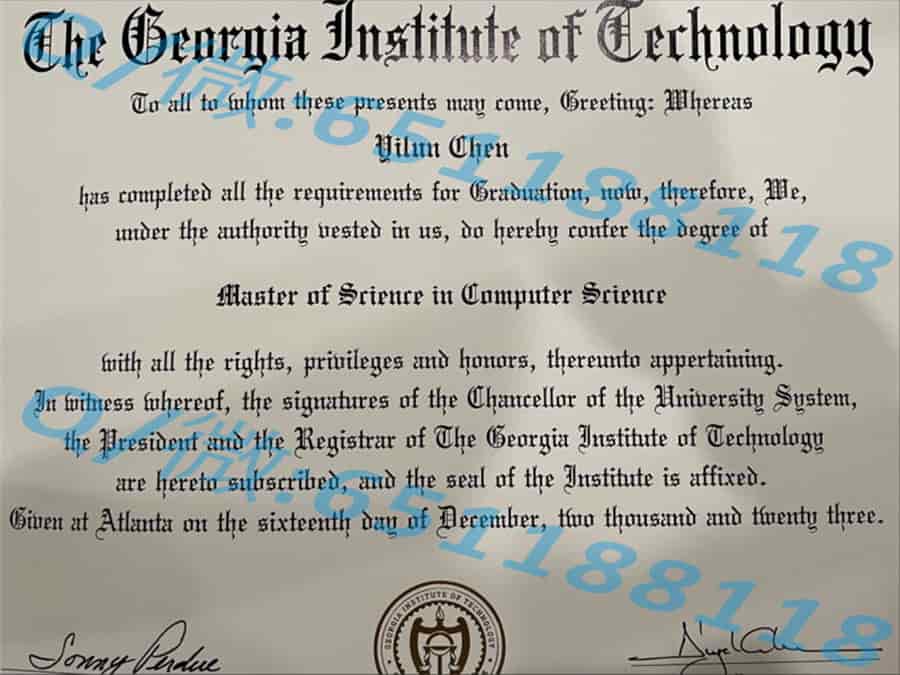 The Georgia Institute of Technology
To all to whom these presents may come, Greeting: Whereas
Yilun Chen
has completed all the requirements for Graduation, now, therefore, We,
under the authority vested in us, do hereby confer the degree of
Master of Science in Computer Science
with all the rights, privileges and honors, thereunto appertaining.
In witness whereof, the signatures of the Chancellor of the University System,
the President and the Registrar of The Georgia Institute of Technology
are hereto subscribed, and the seal of the Institute is affixed.
Given at Atlanta on the sixteenth day of December, two thousand and twenty three.
GEORGIA INSTITUTE OF TECHNOLOGY
Sonny Perdue
Q/微.651188118
Q/微.651188118